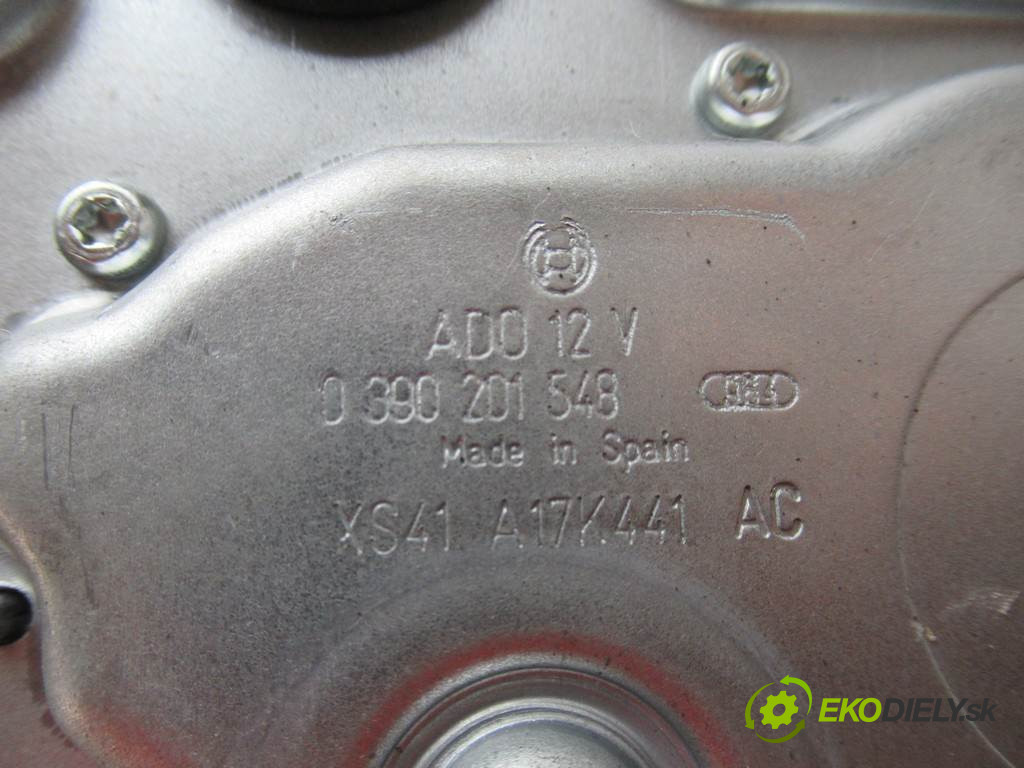 ADO 12 V
0 390 201 548
Made in Spain
XS41 A17K441 AC
EKODIELY.sk